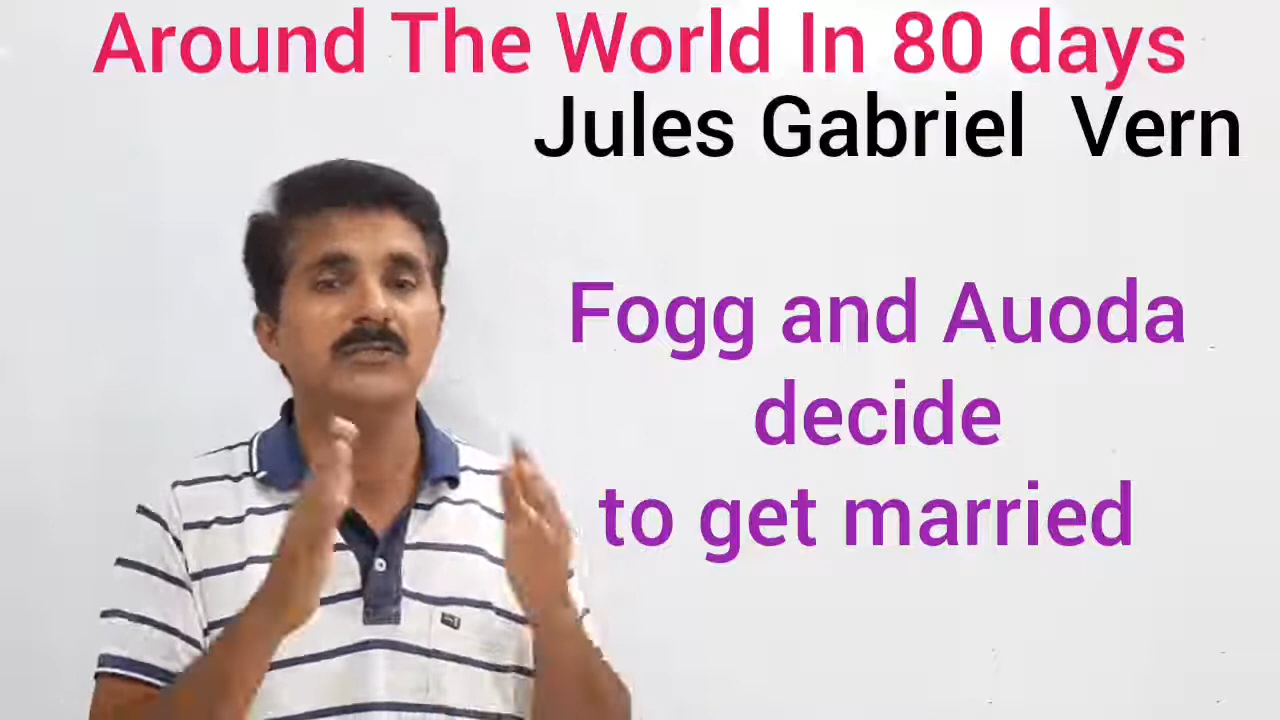 Around The World In 80 days
Jules Gabriel Vern
Fogg and Auoda
decide
to get married